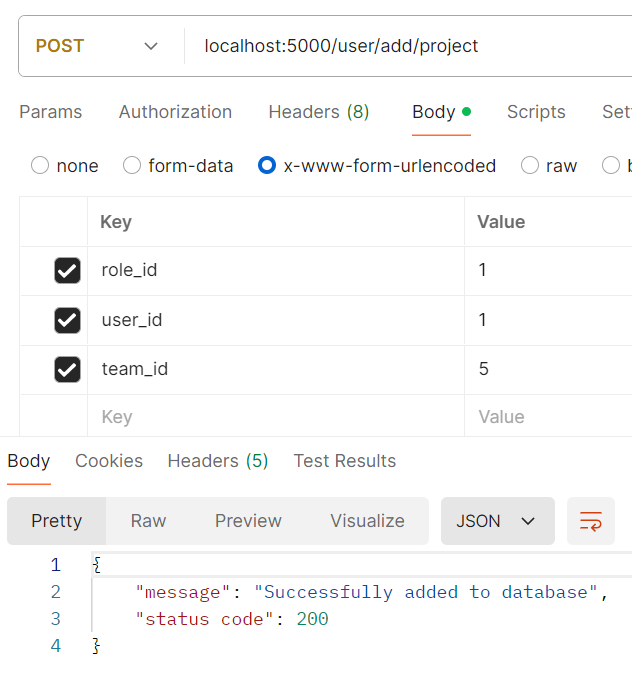 POST localhost:5000/user/add/project
Params Authorization Headers (8) Body Scripts Set
none form-data x-www-form-urlencoded raw b
Key Value
role_id 1
user_id 1
team_id 5
Key Value
Body Cookies Headers (5) Test Results
Pretty Raw Preview Visualize JSON
1 {
2 "message": "Successfully added to database",
3 "status code": 200
4 }